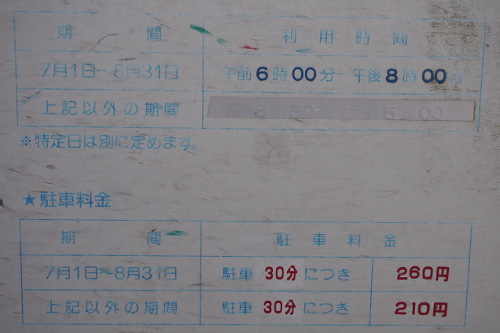 期間 利用時間
7月1日~8月31日 午前6時00分 午後8時00分
上記以外の期間
※特定日は別に定めます。
★駐車料金
期間 駐車料金
7月1日~8月31日 駐車30分につき 260円
上記以外の期間 駐車30分につき 210円